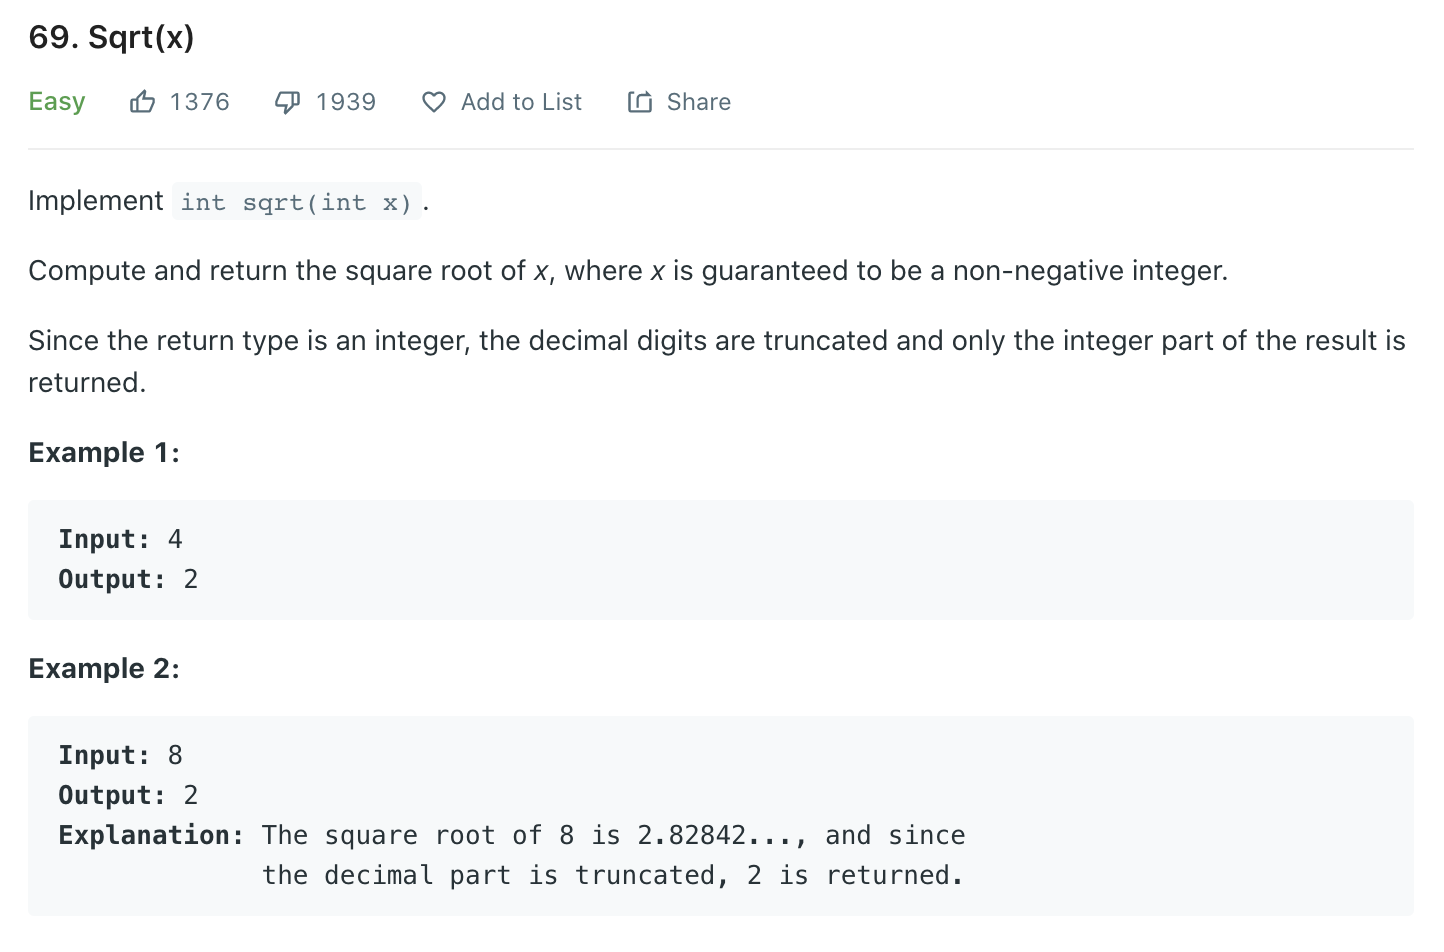 69. Sqrt(x)
Easy 1376 1939 Add to List Share
Implement int sqrt(int x).
Compute and return the square root of x, where x is guaranteed to be a non-negative integer.
Since the return type is an integer, the decimal digits are truncated and only the integer part of the result is
returned.
Example 1:
Input: 4
Output: 2
Example 2:
Input: 8
Output: 2
Explanation: The square root of 8 is 2.82842..., and since
the decimal part is truncated, 2 is returned.